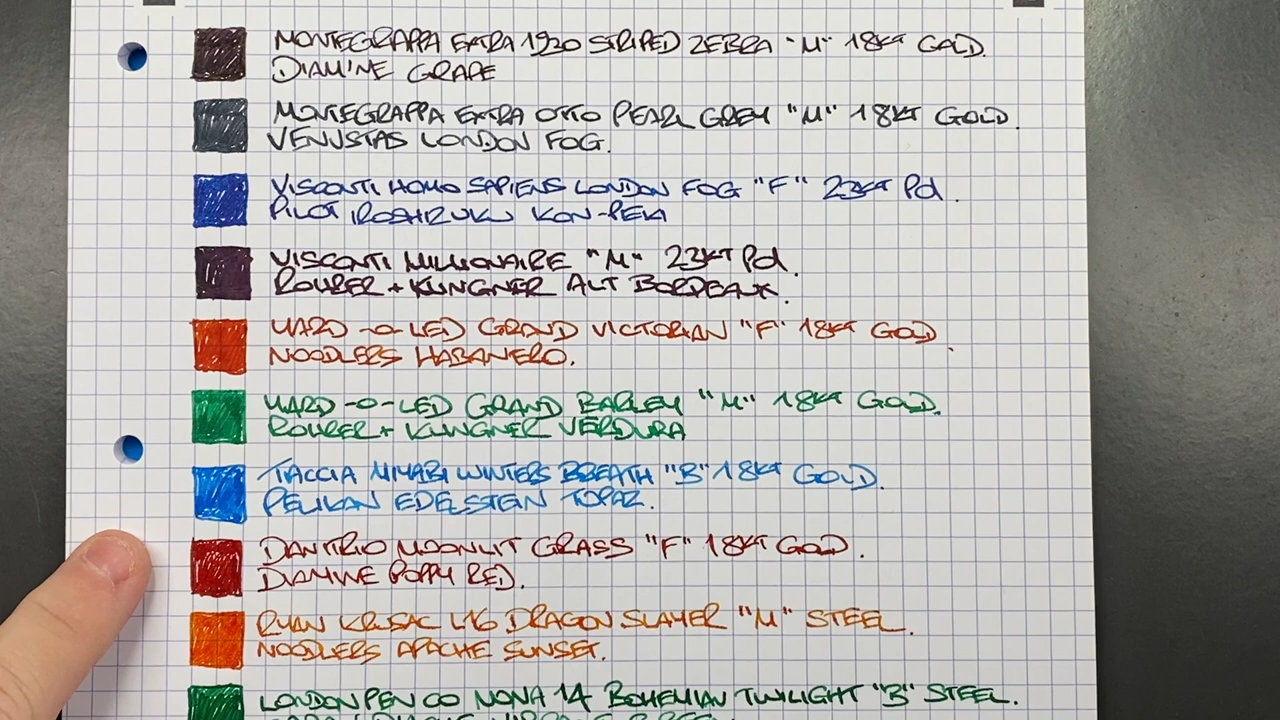 MONTEGRAPPA EXTRA 1930 STRIPED ZEBRA "M" 18KT GOLD.
DIAMINE GRAPE
MONTEGRAPPA EXTRA OTTO PEARL GREY "M" 18KT GOLD.
VENVSTAS LONDON FOG.
VISCONTI HOMO SAPIENS LONDON FOG "F" 23KT Pd.
PILOT IROSHIZUKU KON-PEKI
VISCONTI MILLIONAIRE "M" 23KT Pd.
ROHRER + KLINGNER ALT BORDEAUX.
YARD-O-LED GRAND VICTORIAN "F" 18KT GOLD.
NOODLERS HABANERO.
YARD-O-LED GRAND BARLEY "M" 18KT GOLD.
ROHRER + KLINGNER VERDURA
TACCIA MIYABI WINTERS BREATH "B" 18KT GOLD.
PELIKAN EDELSTEIN TOPAZ.
DANITRIO MOONLIT GRASS "F" 18KT GOLD.
DIAMINE POPPY RED.
RYAN KRUSAC L16 DRAGON SLAYER "M" STEEL.
NOODLERS APACHE SUNSET.
LONDON PEN CO NONA 14 BOHEMIAN TWILIGHT "B" STEEL.